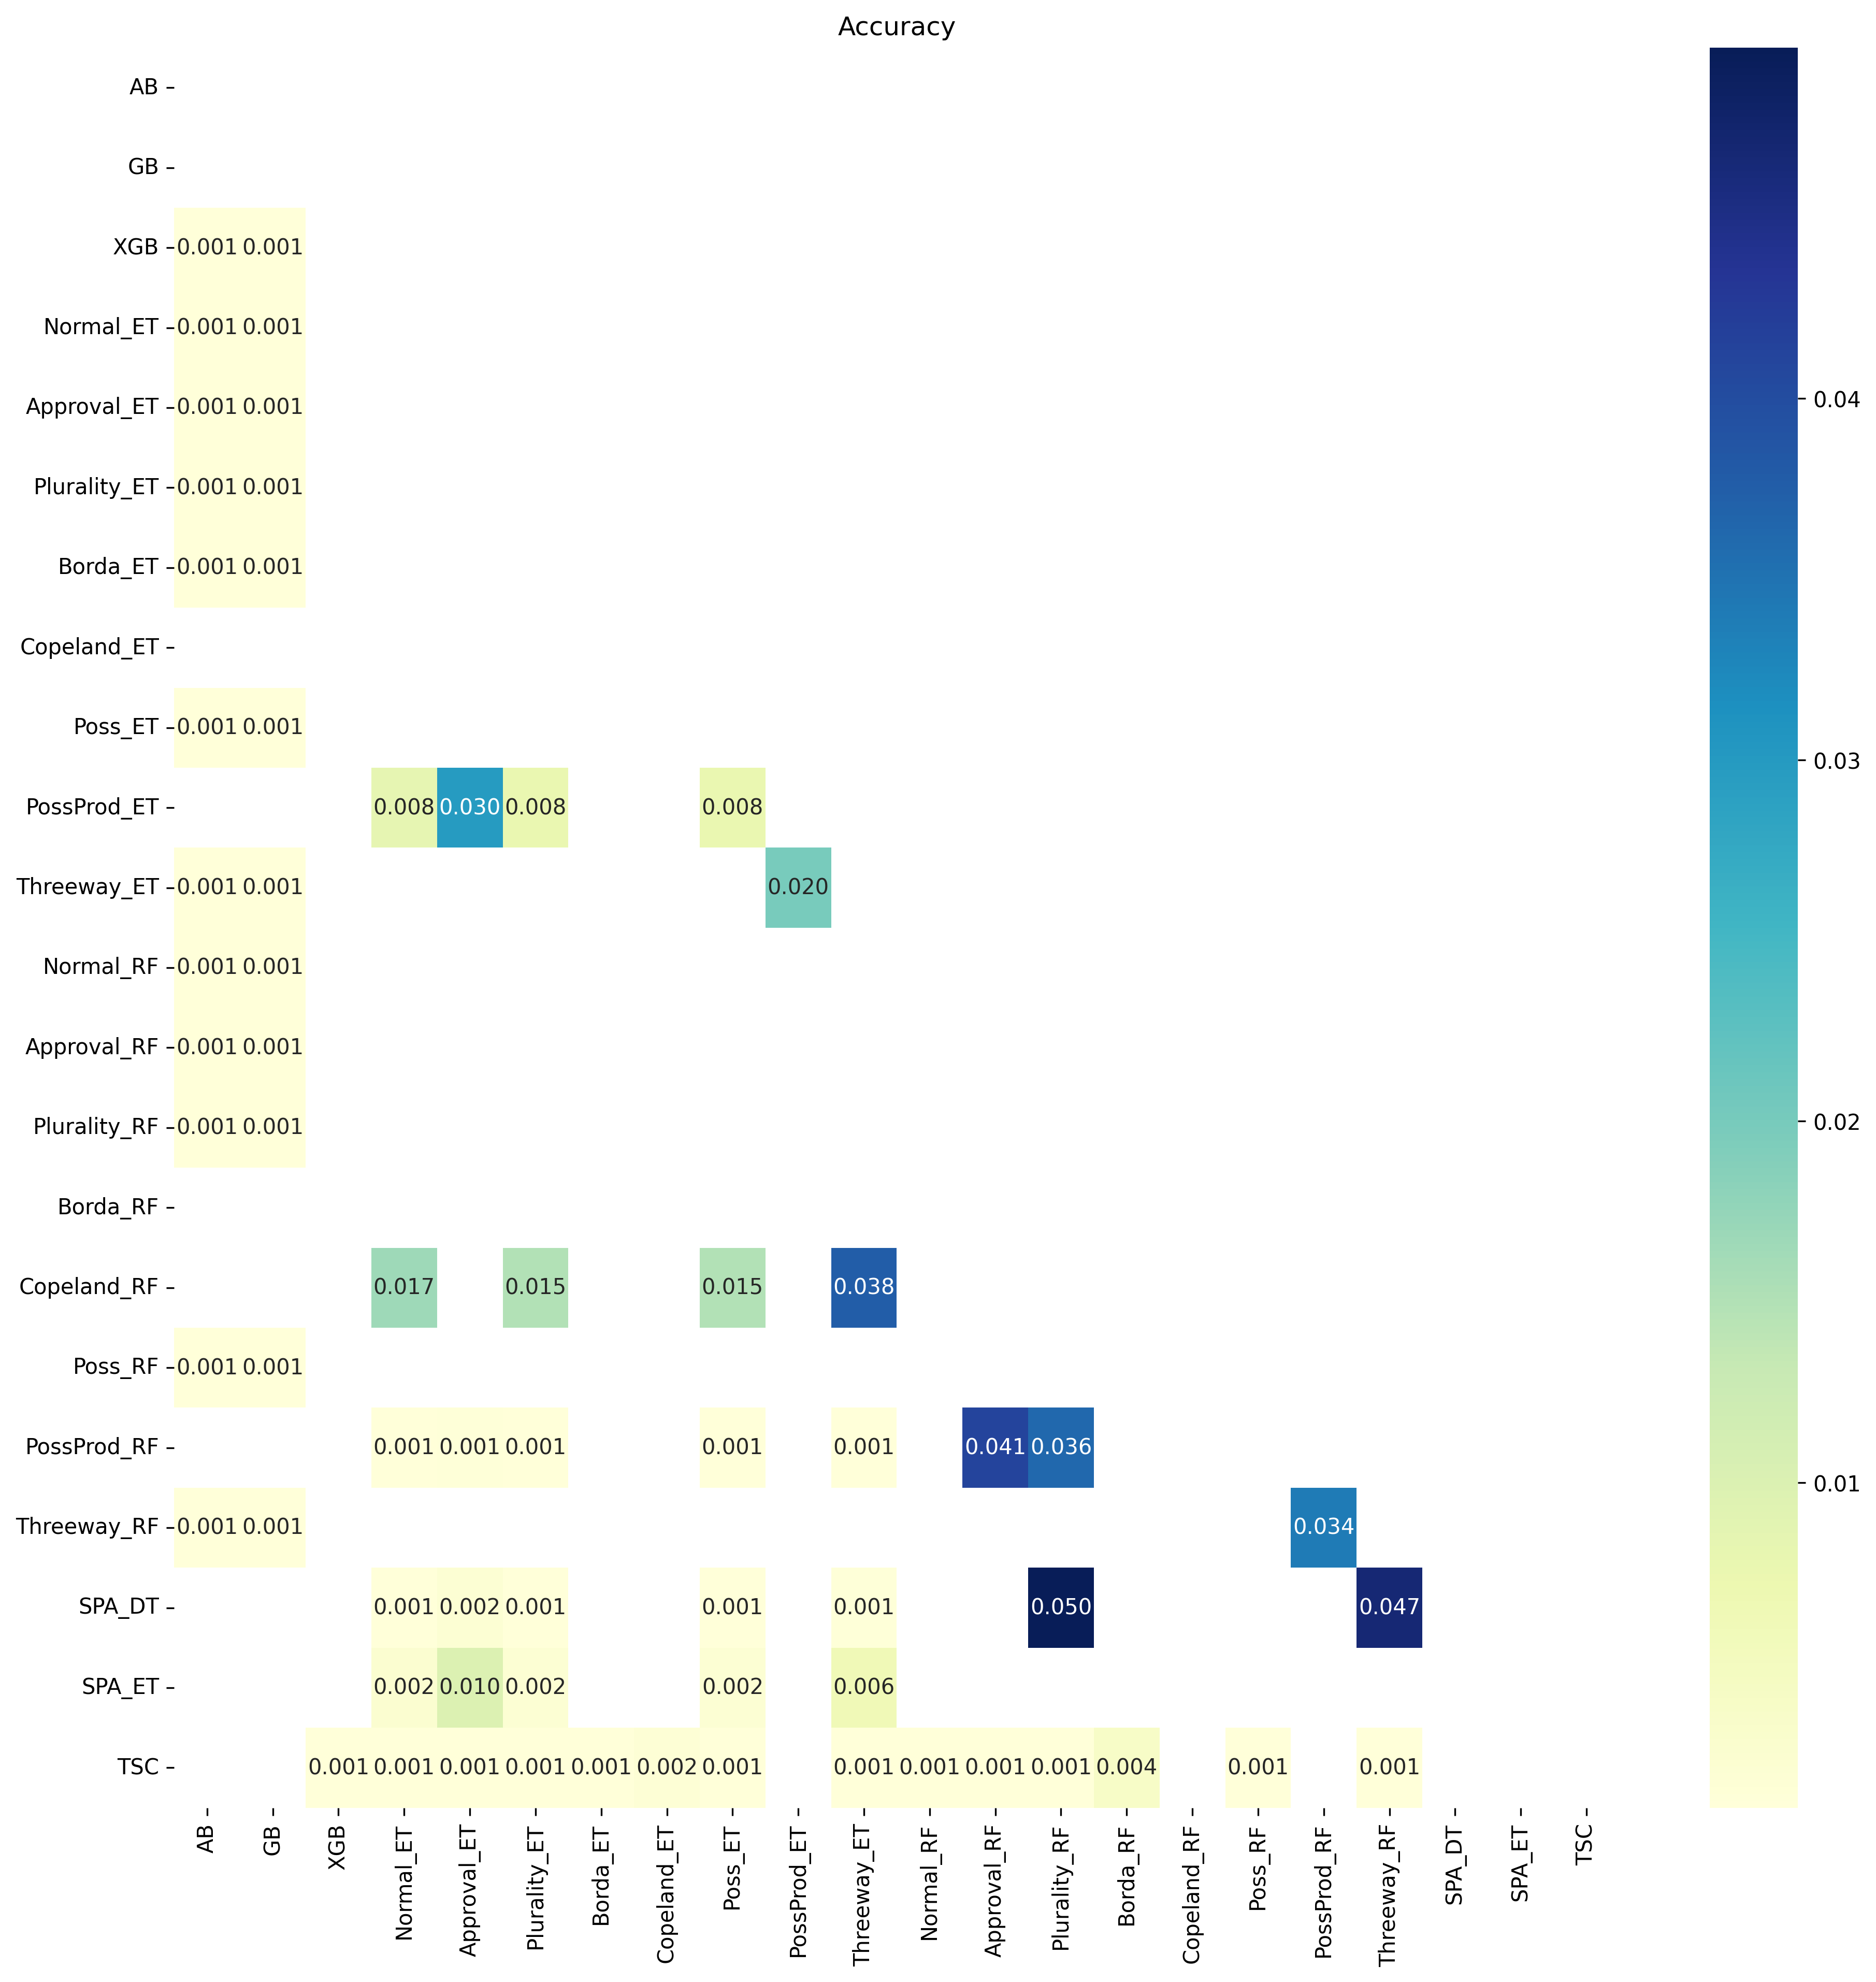 Accuracy
AB
GB
XGB 0.001 0.001
Normal_ET 0.001 0.001
Approval_ET 0.001 0.001
0.04
Plurality_ET 0.001 0.001
Borda_ET 0.001 0.001
Copeland_ET
Poss_ET 0.001 0.001
0.03
PossProd_ET 0.008 0.030 0.008 0.008
Threeway_ET 0.001 0.001 0.020
Normal_RF 0.001 0.001
Approval_RF 0.001 0.001
Plurality_RF 0.001 0.001
0.02
Borda_RF
Copeland_RF 0.017 0.015 0.015 0.038
Poss_RF 0.001 0.001
PossProd_RF 0.001 0.001 0.001 0.001 0.001 0.041 0.036
0.01
Threeway_RF 0.001 0.001 0.034
SPA_DT 0.001 0.002 0.001 0.001 0.001 0.050 0.047
SPA_ET 0.002 0.010 0.002 0.002 0.006
TSC 0.001 0.001 0.001 0.001 0.001 0.002 0.001 0.001 0.001 0.001 0.001 0.004 0.001 0.001
AB
GB
XGB
Normal_ET
Approval_ET
Plurality_ET
Borda_ET
Copeland_ET
Poss_ET
PossProd_ET
Threeway_ET
Normal_RF
Approval_RF
Plurality_RF
Borda_RF
Copeland_RF
Poss_RF
PossProd_RF
Threeway_RF
SPA_DT
SPA_ET
TSC